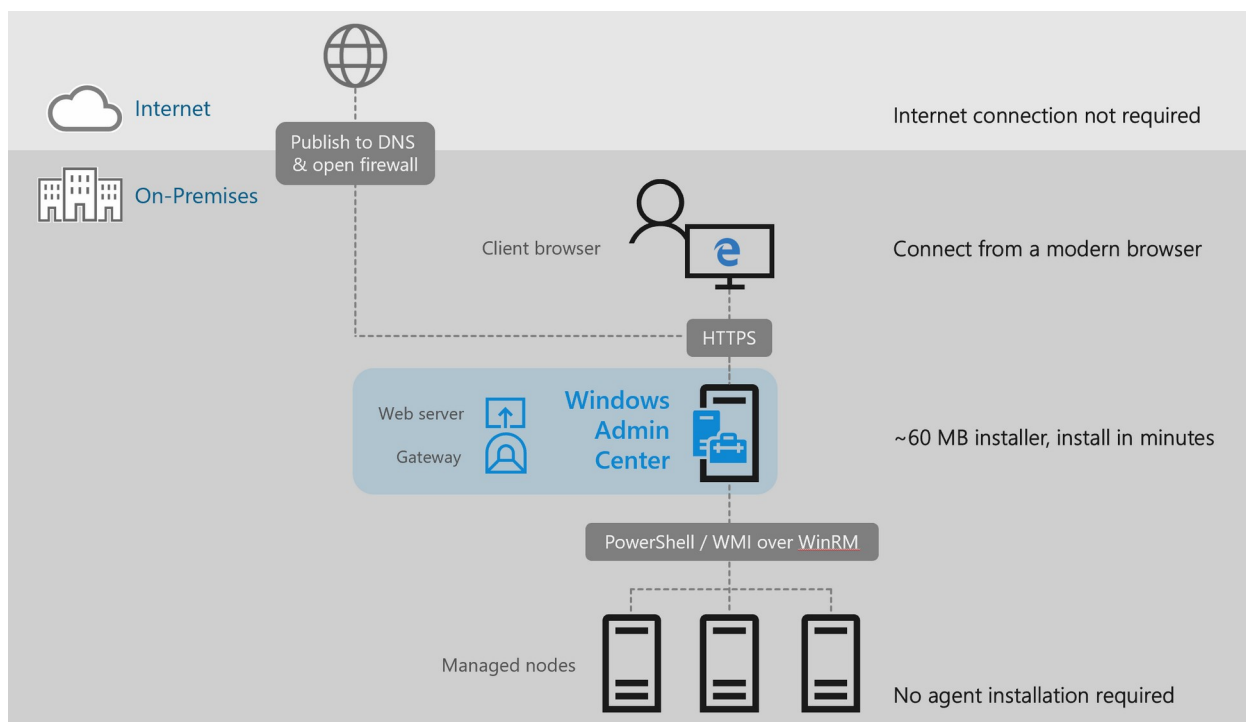 Internet
Publish to DNS
& open firewall
Internet connection not required
On-Premises
Client browser
Connect from a modern browser
HTTPS
Web server
Gateway
Windows
Admin
Center
~60 MB installer, install in minutes
PowerShell / WMI over WinRM
Managed nodes
No agent installation required